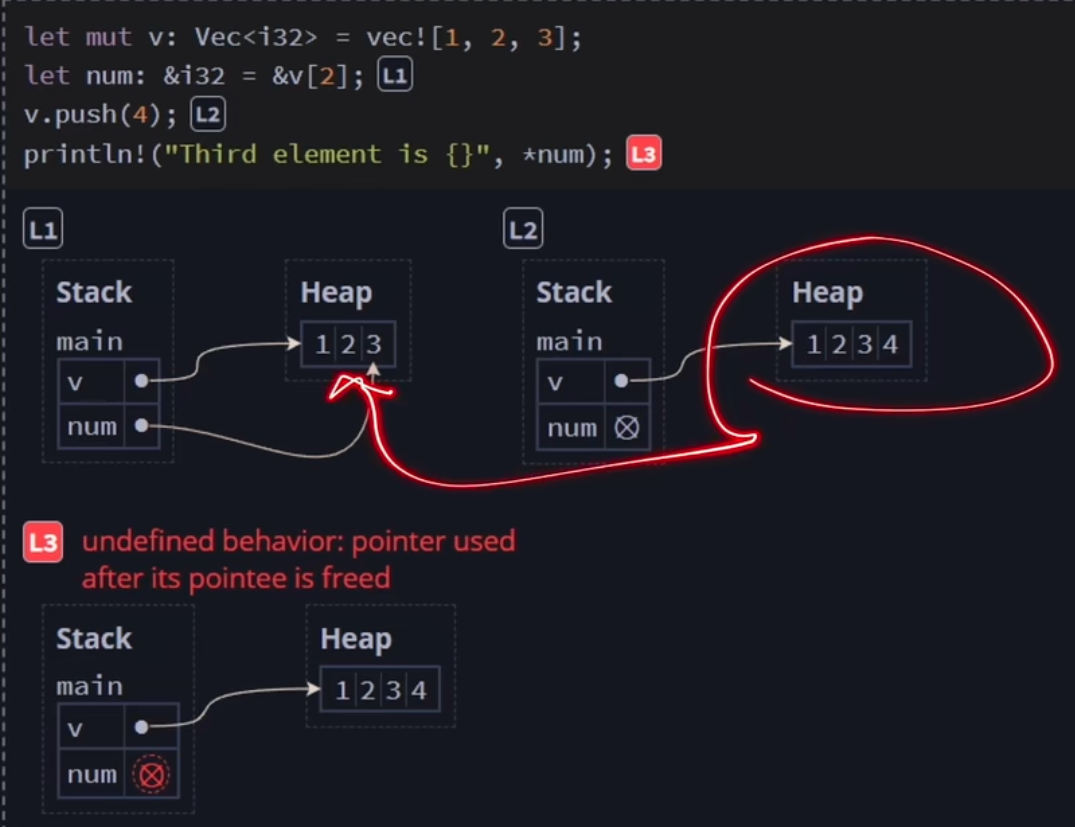 let mut v: Vec<i32> = vec![1, 2, 3];
let num: &i32 = &v[2]; L1
v.push(4); L2
println!("Third element is {}", *num); L3
L1
Stack
main
v
num
Heap
1 2 3
L2
Stack
main
v
num
Heap
1 2 3 4
L3 undefined behavior: pointer used
after its pointee is freed
Stack
main
v
num
Heap
1 2 3 4